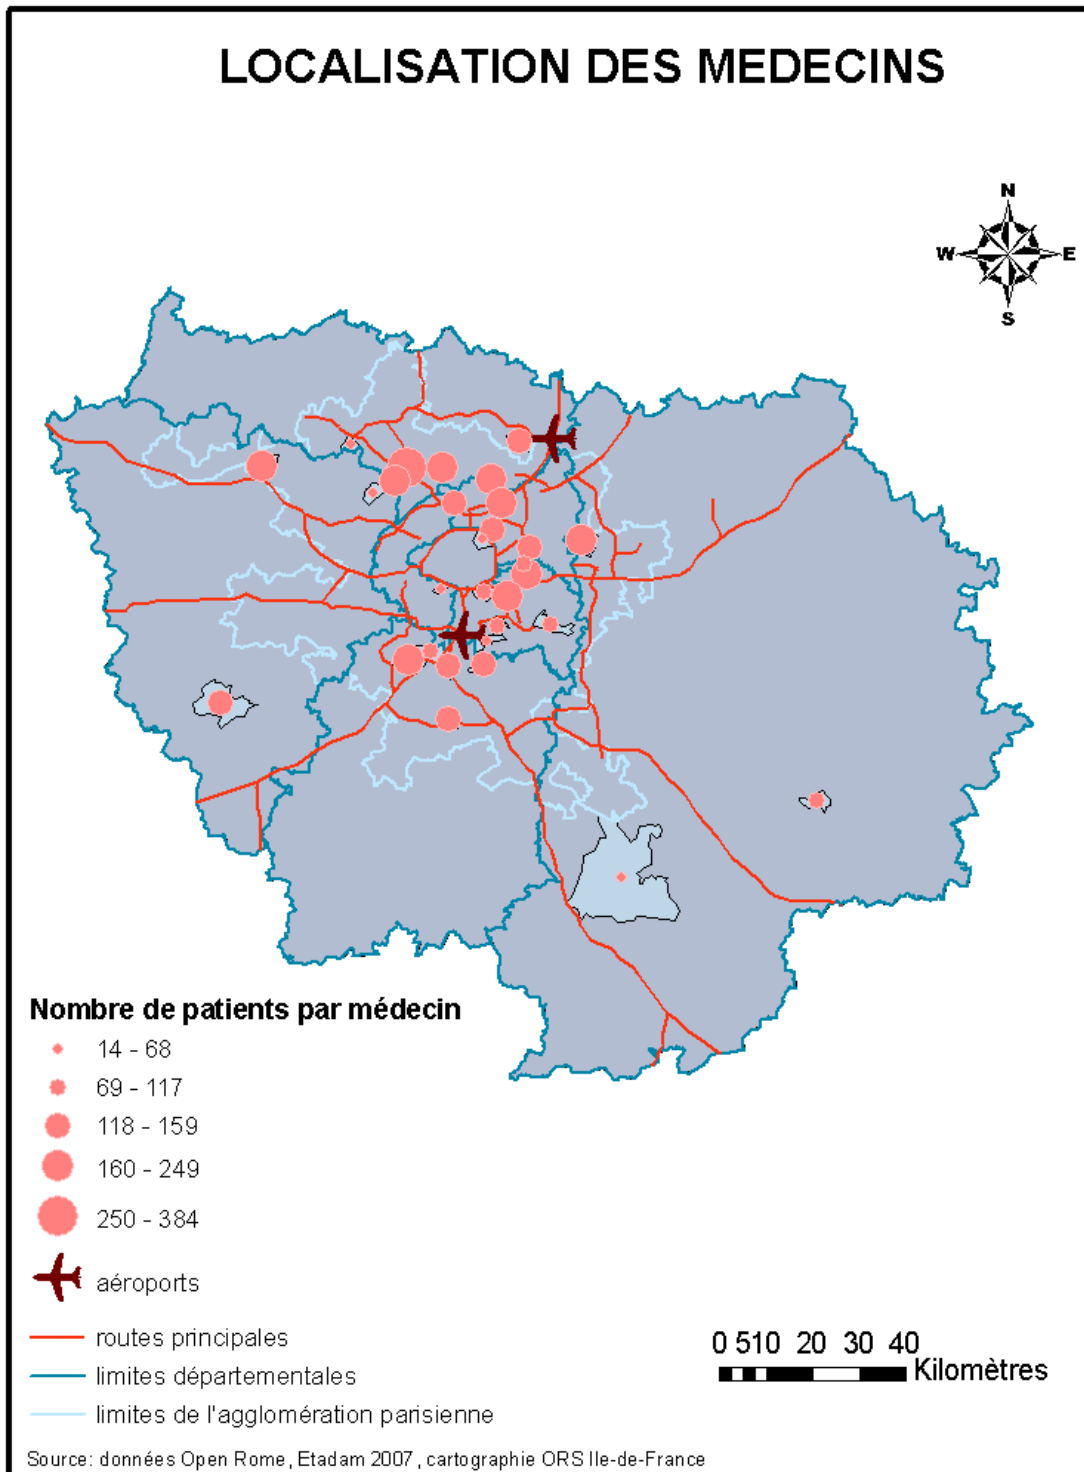 LOCALISATION DES MEDECINS
N
W E
S
Nombre de patients par médecin
14 - 68
69 - 117
118 - 159
160 - 249
250 - 384
aéroports
routes principales
limites départementales
limites de l'agglomération parisienne
0 510 20 30 40
Kilomètres
Source: données Open Rome, Etadam 2007, cartographie ORS Ile-de-France